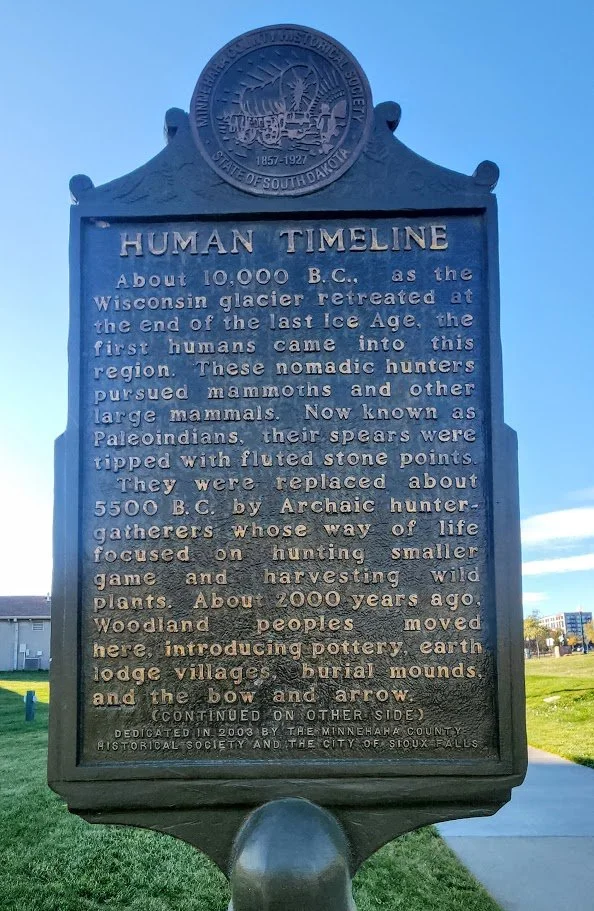 MINNEHAHA COUNTY HISTORICAL SOCIETY
1857-1927
STATE OF SOUTH DAKOTA
HUMAN TIMELINE
About 10,000 B.C., as the
Wisconsin glacier retreated at
the end of the last Ice Age, the
first humans came into this
region. These nomadic hunters
pursued mammoths and other
large mammals. Now known as
Paleoindians, their spears were
tipped with fluted stone points.
They were replaced about
5500 B.C. by Archaic hunter-
gatherers whose way of life
focused on hunting smaller
game and harvesting wild
plants. About 2000 years ago,
Woodland peoples moved
here, introducing pottery, earth
lodge villages, burial mounds,
and the bow and arrow.
(CONTINUED ON OTHER SIDE)
DEDICATED IN 2003 BY THE MINNEHAHA COUNTY
HISTORICAL SOCIETY AND THE CITY OF SIOUX FALLS